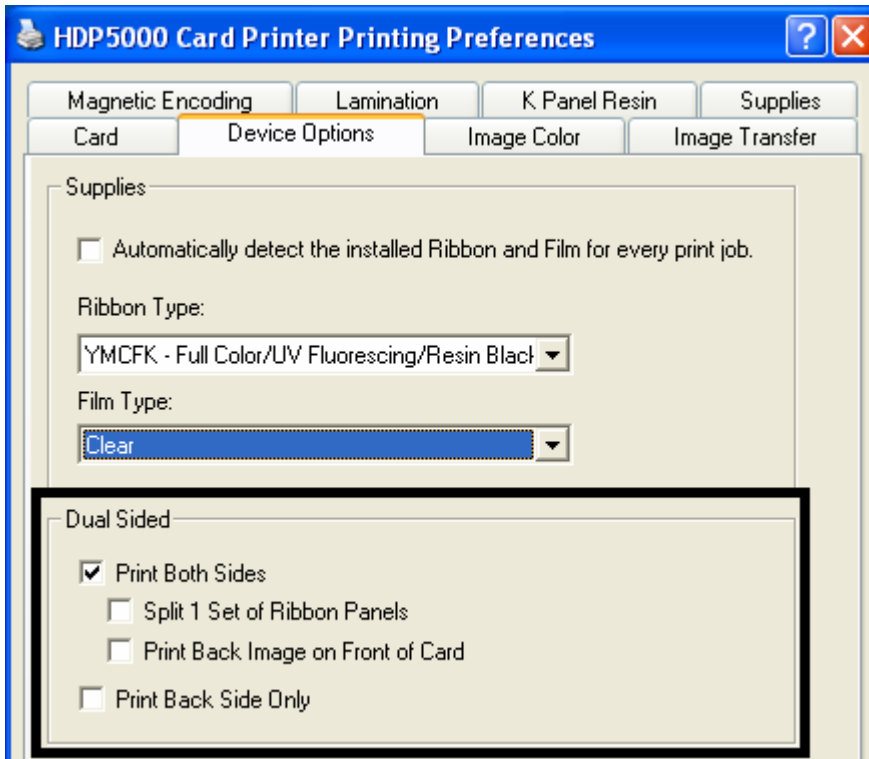 HDP5000 Card Printer Printing Preferences
Magnetic Encoding Lamination K Panel Resin Supplies
Card Device Options Image Color Image Transfer
Supplies
Automatically detect the installed Ribbon and Film for every print job.
Ribbon Type:
YMCFK - Full Color/UV Fluorescing/Resin Black
Film Type:
Clear
Dual Sided
Print Both Sides
Split 1 Set of Ribbon Panels
Print Back Image on Front of Card
Print Back Side Only